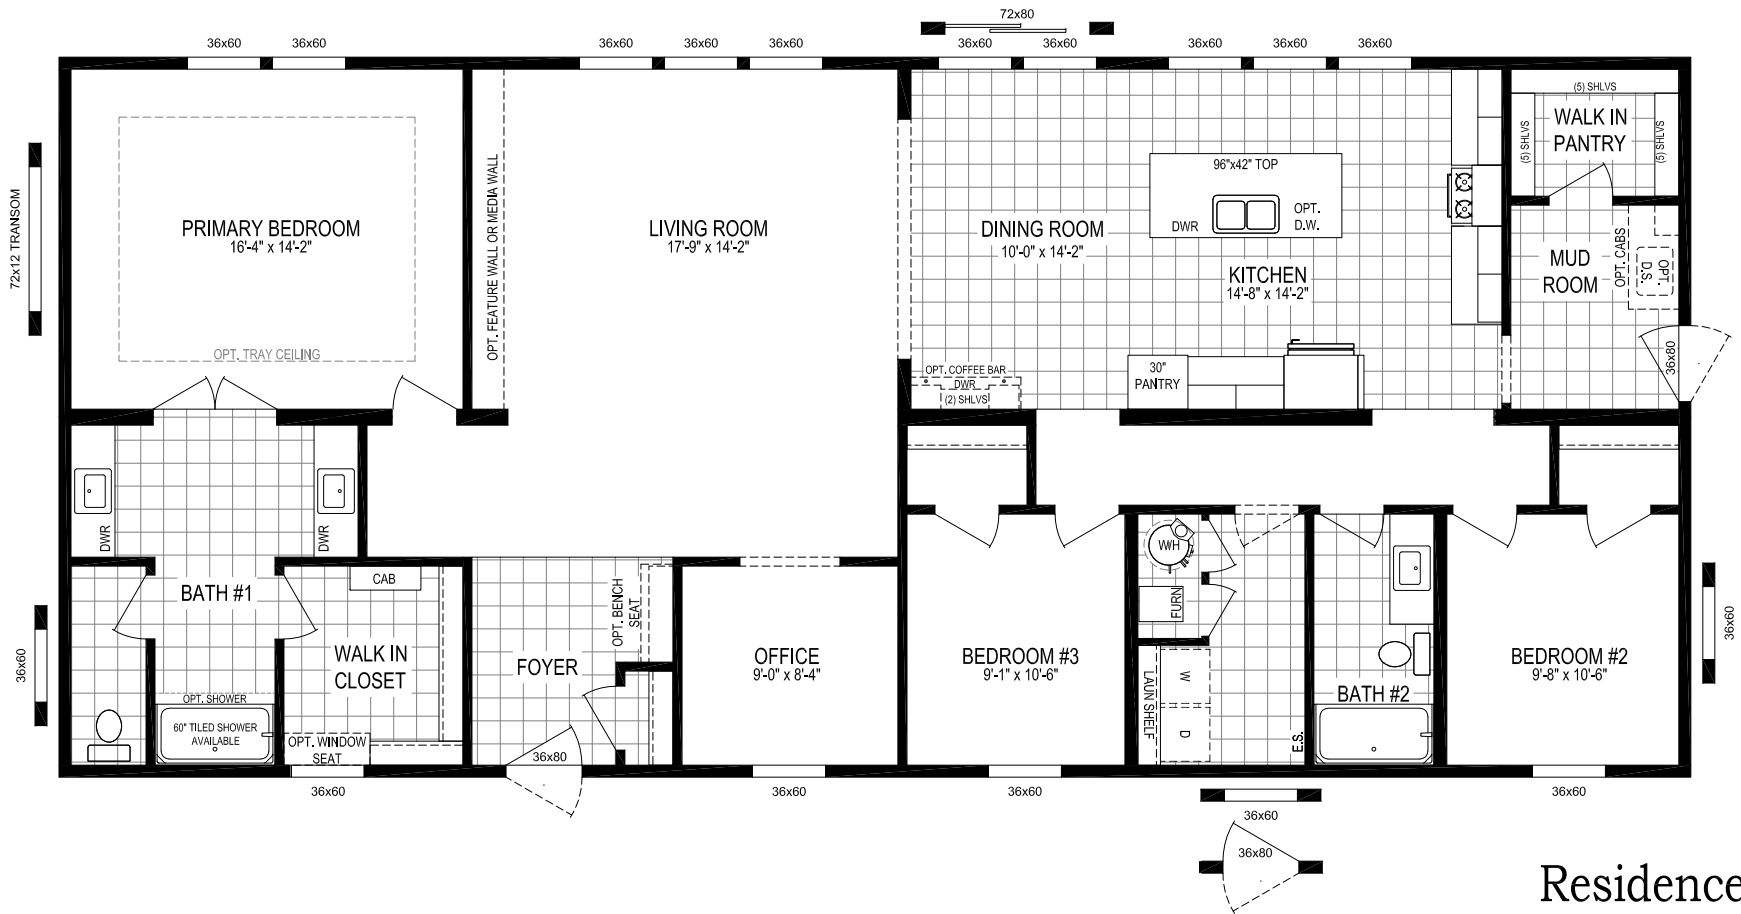 72x80
36x60
36x60
36x60
36x60
36x60
36x60
36x60
36x60
36x60
36x60
72x12 TRANSOM
PRIMARY BEDROOM
16'-4" x 14'-2"
OPT. TRAY CEILING
OPT. FEATURE WALL OR MEDIA WALL
LIVING ROOM
17'-9" x 14'-2"
DINING ROOM
10'-0" x 14'-2"
96"x42" TOP
DWR
OPT.
D.W.
KITCHEN
14'-8" x 14'-2"
(5) SHLVS
(5) SHLVS
(5) SHLVS
WALK IN
PANTRY
MUD
ROOM
OPT. CABS
OPT.
D.S.
36x80
OPT. COFFEE BAR
DWR
(2) SHLVS
30"
PANTRY
DWR
DWR
BATH #1
CAB
WALK IN
CLOSET
OPT. SHOWER
60" TILED SHOWER
AVAILABLE
OPT. WINDOW
SEAT
36x60
FOYER
OPT. BENCH
SEAT
36x80
OFFICE
9'-0" x 8'-4"
BEDROOM #3
9'-1" x 10'-6"
W/H
FURN
LAUN SHELF
W
D
E.S.
BATH #2
BEDROOM #2
9'-8" x 10'-6"
36x60
36x60
36x60
36x60
36x60
36x60
36x80
Residence